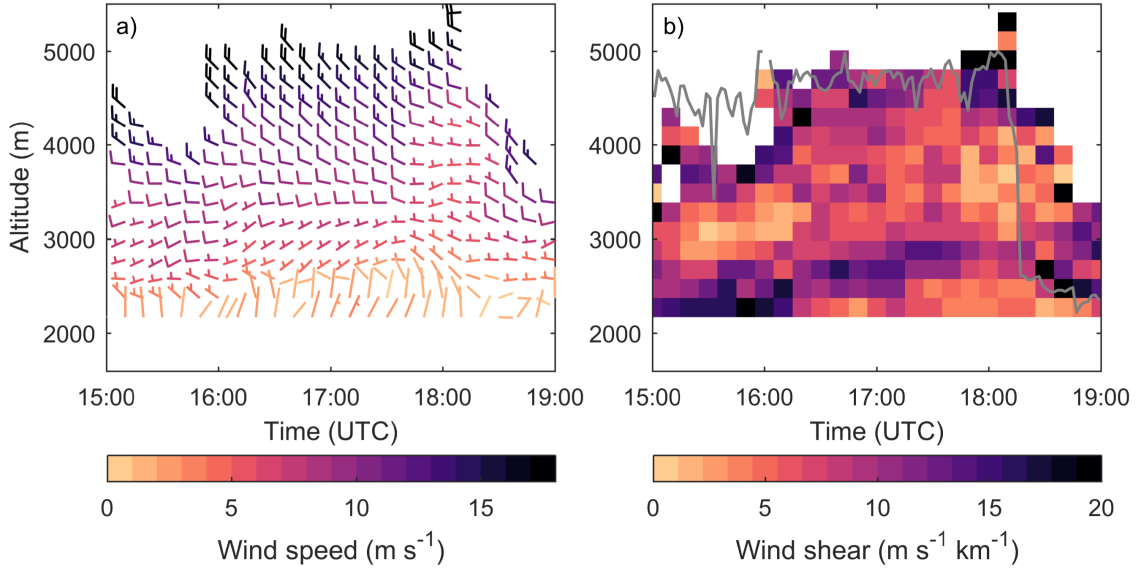 a)
b)
5000
4000
3000
2000
Altitude (m)
15:00 16:00 17:00 18:00 19:00
Time (UTC)
0 5 10 15
Wind speed (m s⁻¹)
5000
4000
3000
2000
15:00 16:00 17:00 18:00 19:00
Time (UTC)
0 5 10 15 20
Wind shear (m s⁻¹ km⁻¹)